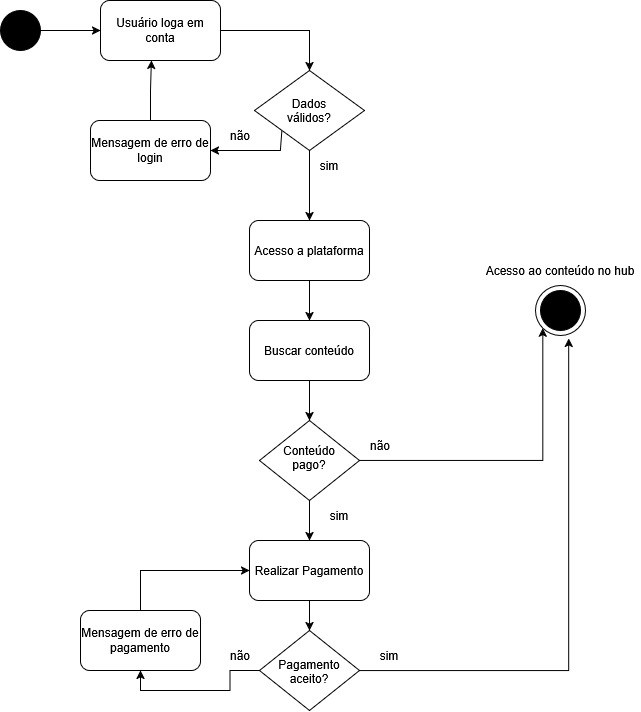 Usuário loga em
conta
Dados
válidos?
não
Mensagem de erro de
login
sim
Acesso a plataforma
Acesso ao conteúdo no hub
Buscar conteúdo
Conteúdo
pago?
não
sim
Realizar Pagamento
Mensagem de erro de
pagamento
não
Pagamento
aceito?
sim